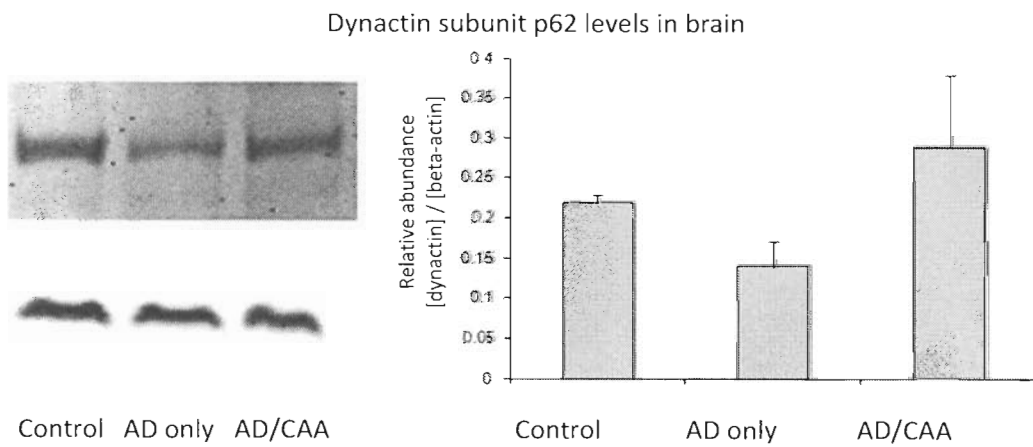 Dynactin subunit p62 levels in brain
Control AD only AD/CAA
Relative abundance
[dynactin] / [beta-actin]
0.4
0.35
0.3
0.25
0.2
0.15
0.1
0.05
0
Control AD only AD/CAA